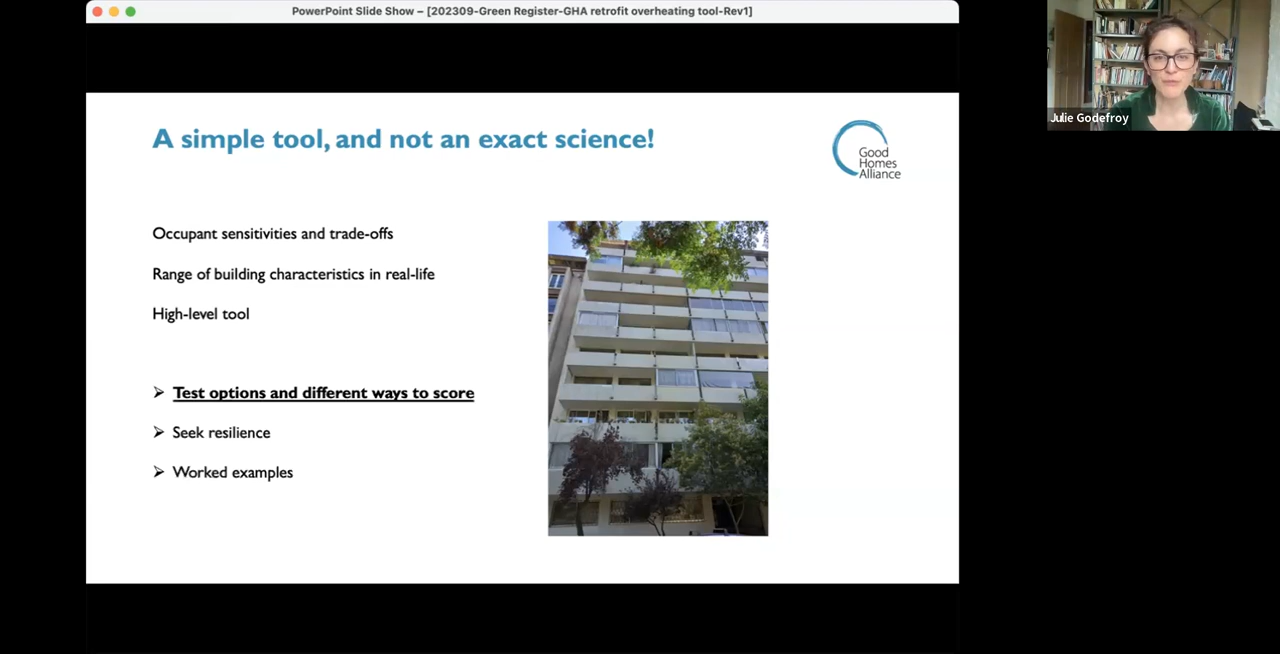 PowerPoint Slide Show – [202309-Green Register-GHA retrofit overheating tool-Rev1]
Julie Godefroy
A simple tool, and not an exact science!
Good
Homes
Alliance
Occupant sensitivities and trade-offs
Range of building characteristics in real-life
High-level tool
➢ Test options and different ways to score
➢ Seek resilience
➢ Worked examples